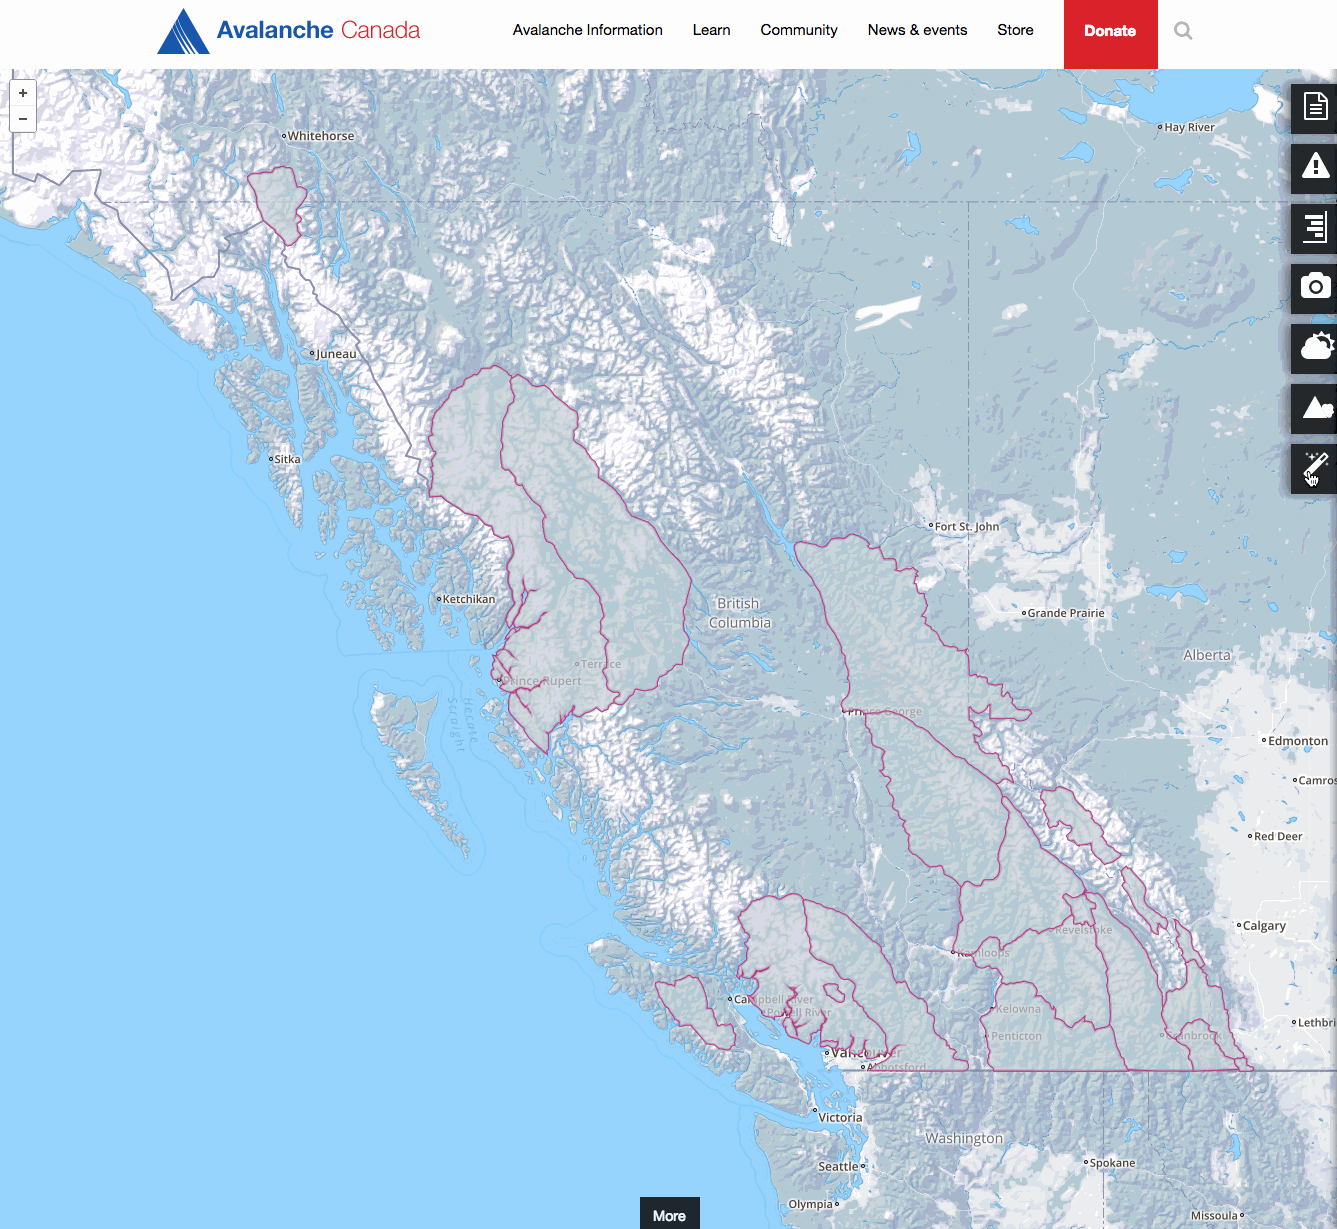 Avalanche Canada
Avalanche Information
Learn
Community
News & events
Store
Donate
+
−
Whitehorse
Hay River
Juneau
Sitka
Fort St. John
Ketchikan
British
Columbia
Grande Prairie
Alberta
Terrace
Prince Rupert
Hecate
Straight
Prince George
Edmonton
Camros
Red Deer
Calgary
Revelstoke
Kamloops
Campbell River
Powell River
Kelowna
Lethbri
Penticton
Cranbrook
Vancouver
Abbotsford
Victoria
Washington
Seattle
Spokane
Olympia
Missoula
More